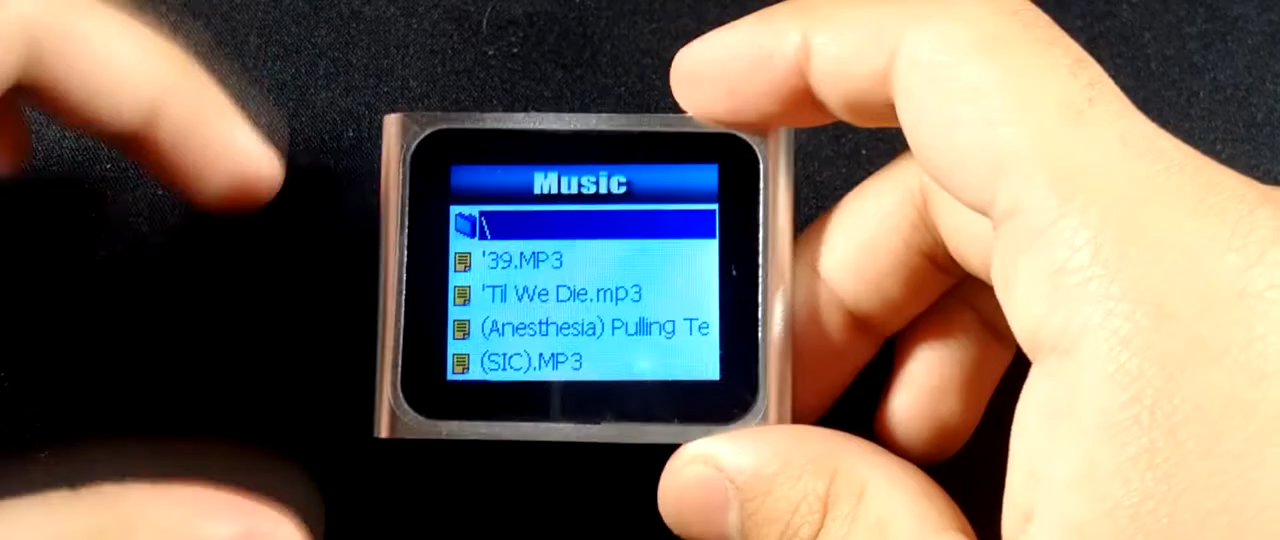 Music
\
'39.MP3
'Til We Die.mp3
(Anesthesia) Pulling Te
(SIC).MP3